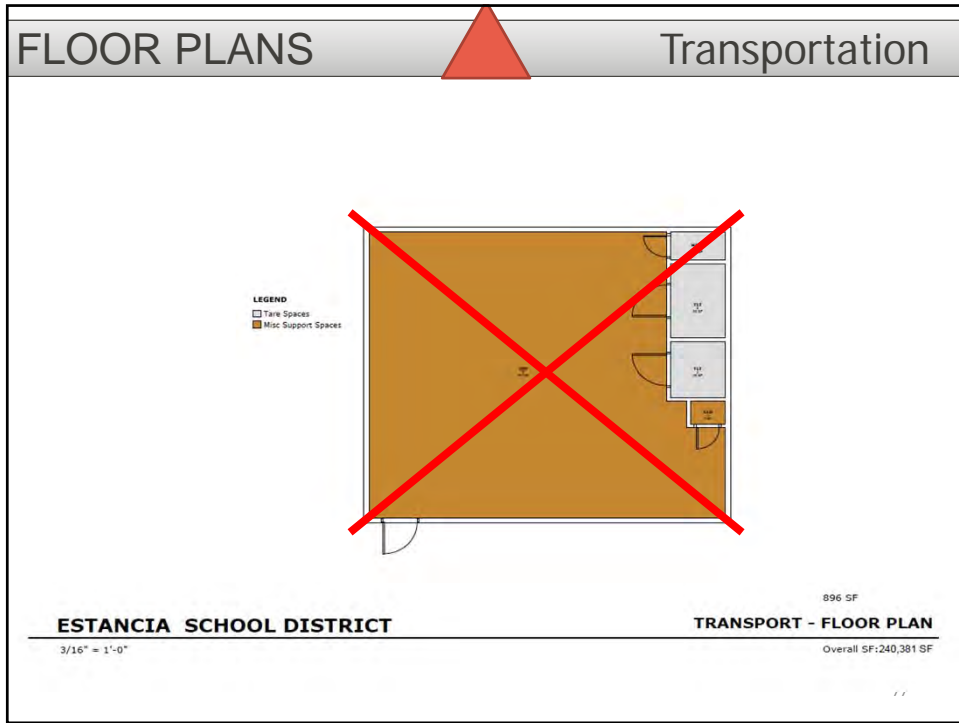 FLOOR PLANS
Transportation
LEGEND
Tare Spaces
Misc Support Spaces
896 SF
ESTANCIA SCHOOL DISTRICT
TRANSPORT - FLOOR PLAN
3/16" = 1'-0"
Overall SF:240,381 SF